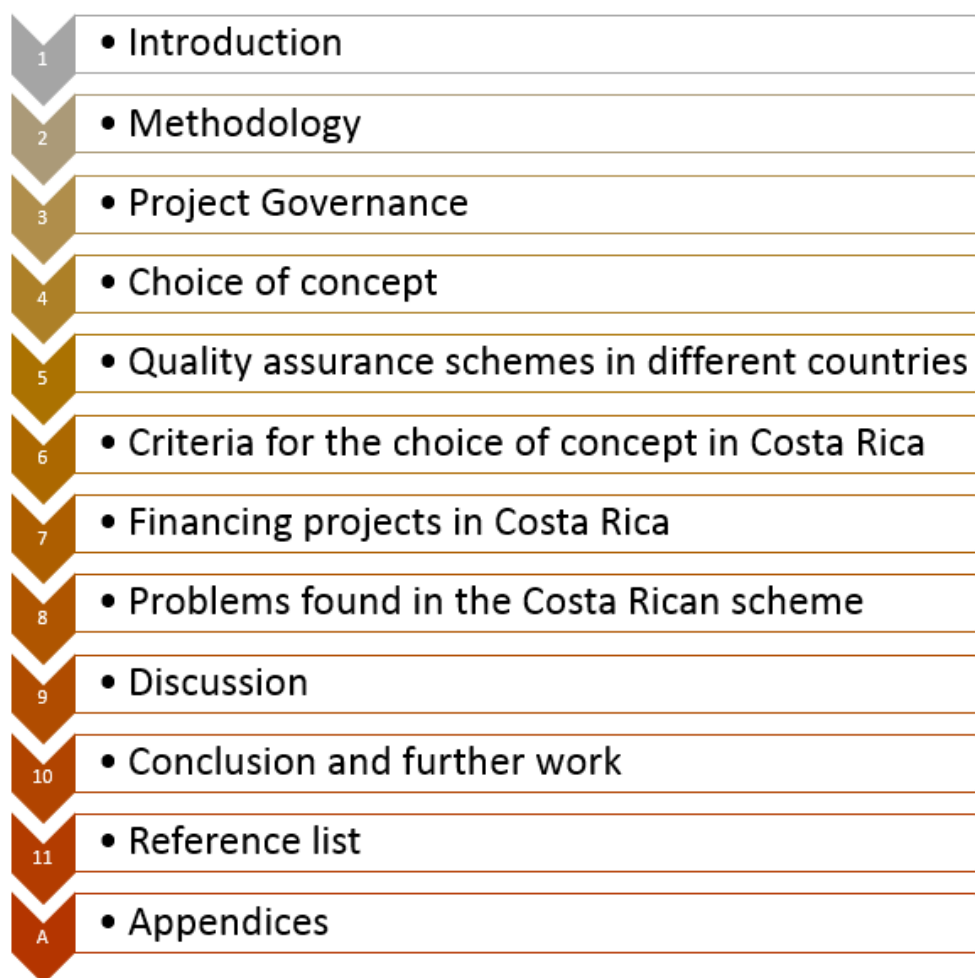 1 • Introduction
2 • Methodology
3 • Project Governance
4 • Choice of concept
5 • Quality assurance schemes in different countries
6 • Criteria for the choice of concept in Costa Rica
7 • Financing projects in Costa Rica
8 • Problems found in the Costa Rican scheme
9 • Discussion
10 • Conclusion and further work
11 • Reference list
A • Appendices